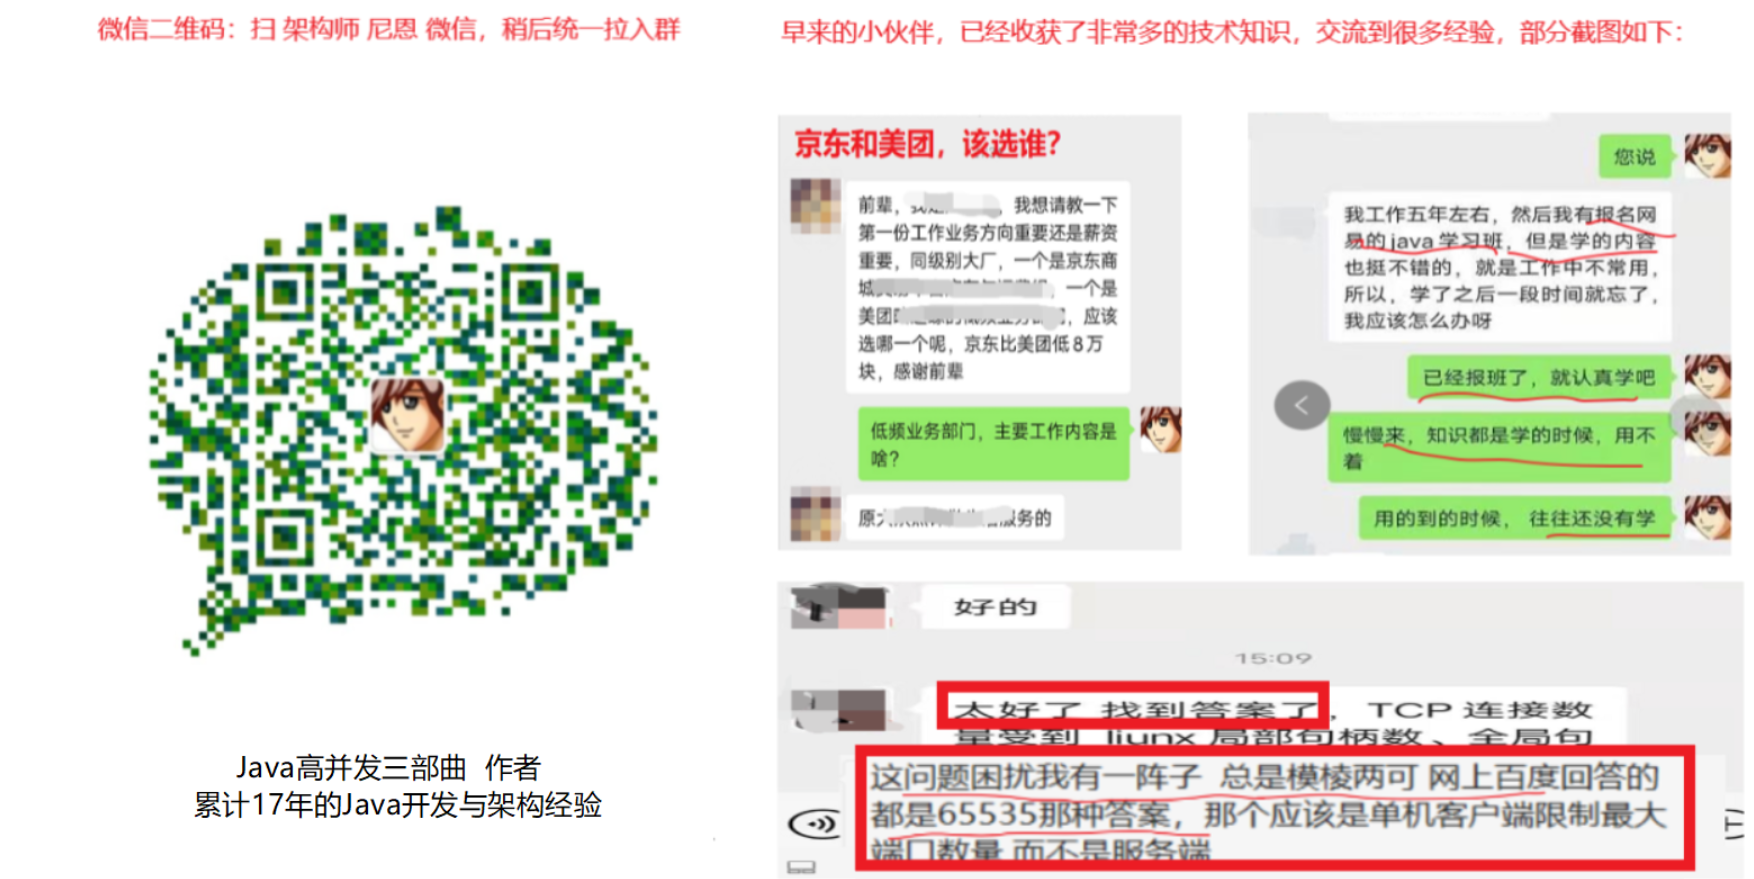 微信二维码：扫 架构师 尼恩 微信，稍后统一拉入群
Java高并发三部曲 作者
累计17年的Java开发与架构经验
早来的小伙伴，已经收获了非常多的技术知识，交流到很多经验，部分截图如下：
京东和美团，该选谁？
前辈，我是 ，我想请教一下
第一份工作业务方向重要还是薪资
重要，同级别大厂，一个是京东商
城 ，一个是
美团 ，应该
选哪一个呢，京东比美团低8万
块，感谢前辈
低频业务部门，主要工作内容是
啥？
原 服务的
您说
我工作五年左右，然后我有报名网
易的java学习班，但是学的内容
也挺不错的，就是工作中不常用，
所以，学了之后一段时间就忘了，
我应该怎么办呀
已经报班了，就认真学吧
慢慢来，知识都是学的时候，用不
着
用的到的时候， 往往还没有学
好的
15:09
太好了 找到答案了，TCP 连接数
量受到 liunx 局部句柄数、全局句
这问题困扰我有一阵子 总是模棱两可 网上百度回答的
都是65535那种答案，那个应该是单机客户端限制最大
端口数量 而不是服务端